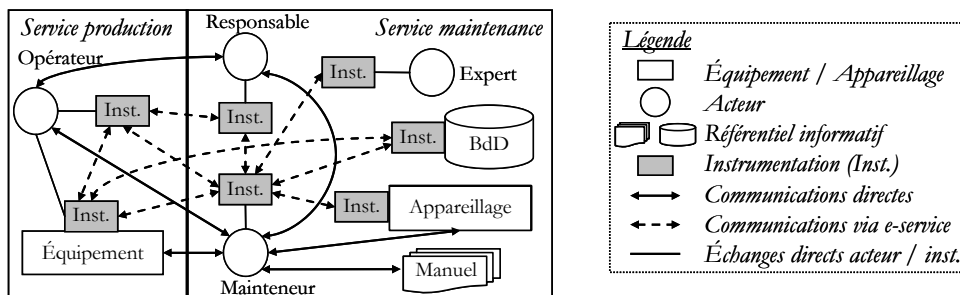 Service production
Service maintenance
Responsable
Opérateur
Inst.
Expert
Inst.
Inst.
Inst.
BdD
Inst.
Inst.
Inst.
Appareillage
Équipement
Manuel
Mainteneur
Légende
Équipement / Appareillage
Acteur
Référentiel informatif
Instrumentation (Inst.)
Communications directes
Communications via e-service
Échanges directs acteur / inst.